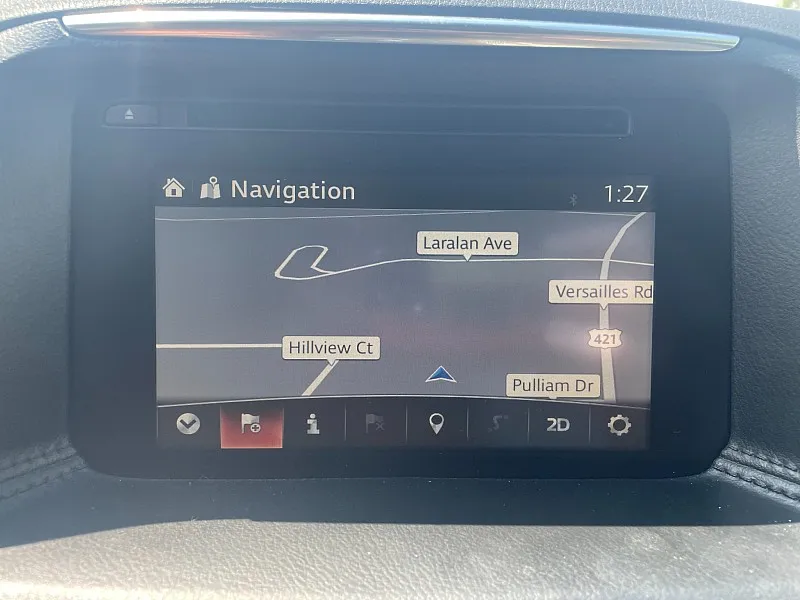 Navigation
1:27
Laralan Ave
Versailles Rd
421
Hillview Ct
Pulliam Dr
2D